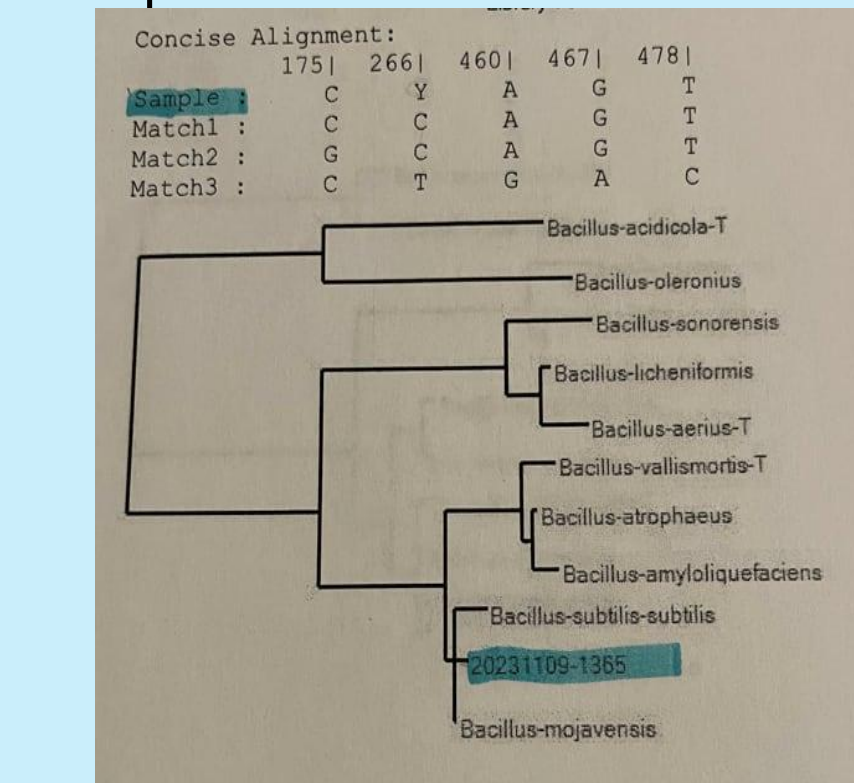 Concise Alignment:
175| 266| 460| 467| 478|
Sample : C Y A G T
Match1 : C C A G T
Match2 : G C A G T
Match3 : C T G A C
Bacillus-acidicola-T
Bacillus-oleronius
Bacillus-sonorensis
Bacillus-licheniformis
Bacillus-aerius-T
Bacillus-vallismortis-T
Bacillus-atrophaeus
Bacillus-amyloliquefaciens
Bacillus-subtilis-subtilis
20231109-1365
Bacillus-mojavensis